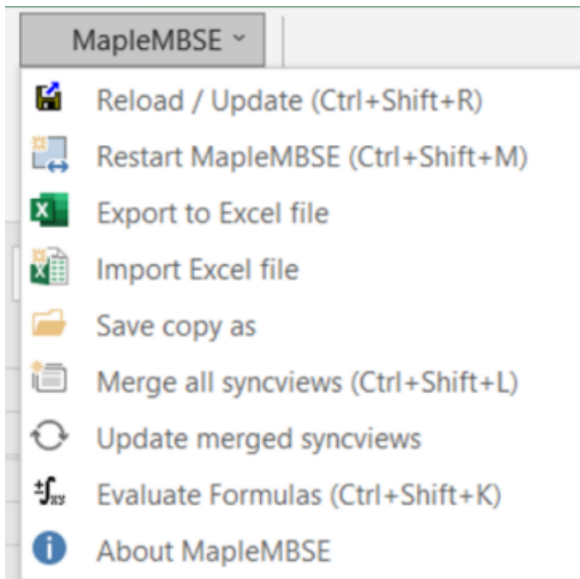 MapleMBSE
Reload / Update (Ctrl+Shift+R)
Restart MapleMBSE (Ctrl+Shift+M)
Export to Excel file
Import Excel file
Save copy as
Merge all syncviews (Ctrl+Shift+L)
Update merged syncviews
Evaluate Formulas (Ctrl+Shift+K)
About MapleMBSE